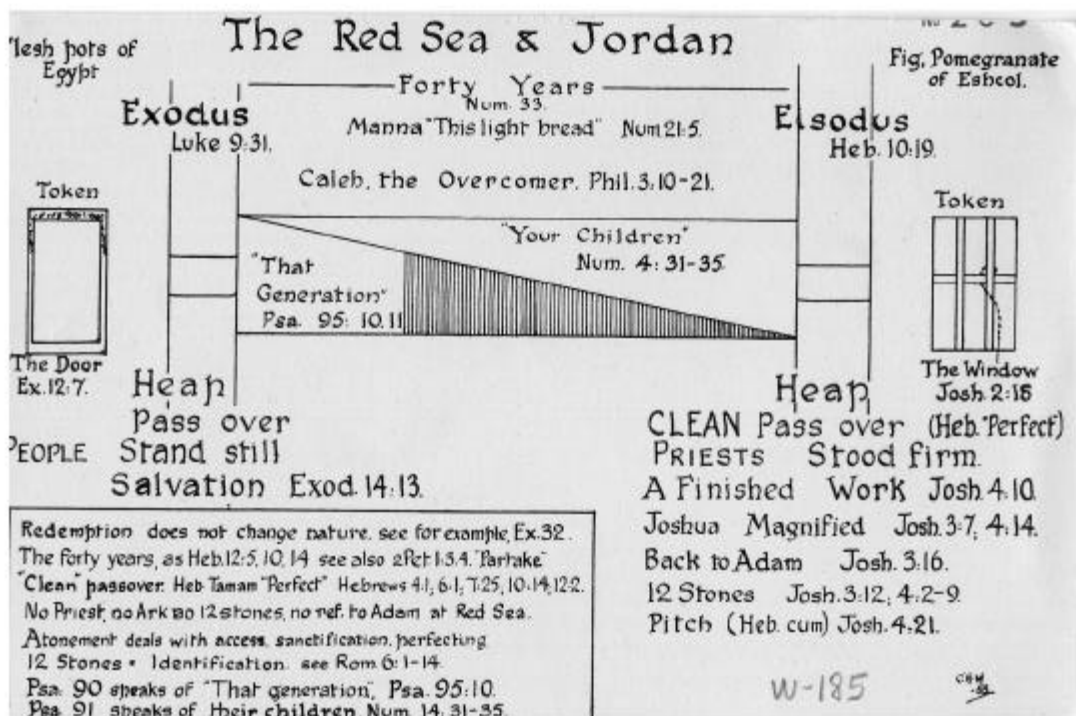 The Red Sea & Jordan
lesh pots of
Egypt
Fig, Pomegranate
of Eshcol.
Forty Years
Num. 33.
Manna "This light bread" Num 21:5.
Exodus
Luke 9:31.
Eisodus
Heb. 10:19.
Caleb, the Overcomer. Phil. 3:10-21.
Token
Token
"Your Children"
Num. 4:31-35.
"That
Generation"
Psa. 95: 10.11
The Door
Ex. 12:7.
The Window
Josh. 2:18
Heap
Pass over
PEOPLE Stand still
Salvation Exod. 14:13.
Heap
CLEAN Pass over (Heb. "Perfect)
PRIESTS Stood firm.
A Finished Work Josh. 4:10.
Joshua Magnified Josh. 3:7, 4:14.
Back to Adam Josh. 3:16.
12 Stones Josh. 3:12; 4:2-9.
Pitch (Heb. cum) Josh. 4:21.
Redemption does not change nature. see for example, Ex. 32.
The forty years, as Heb. 12:5, 10, 14 see also 2 Pet 1:3.4. "Partake"
"Clean" passover. Heb Tamam "Perfect" Hebrews 4:1, 6:1, 7:25, 10:14, 12:2.
No Priest, no Ark no 12 stones, no ref. to Adam at Red Sea.
Atonement deals with access, sanctification, perfecting
12 Stones = Identification. see Rom. 6:1-14
Psa. 90 speaks of "That generation", Psa. 95:10.
Psa. 91 speaks of their children Num. 14:31-35.
W-185